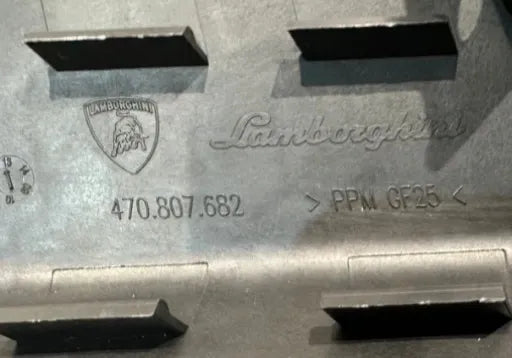 LAMBORGHINI
Lamborghini
470.807.682
> PPM GF25 <